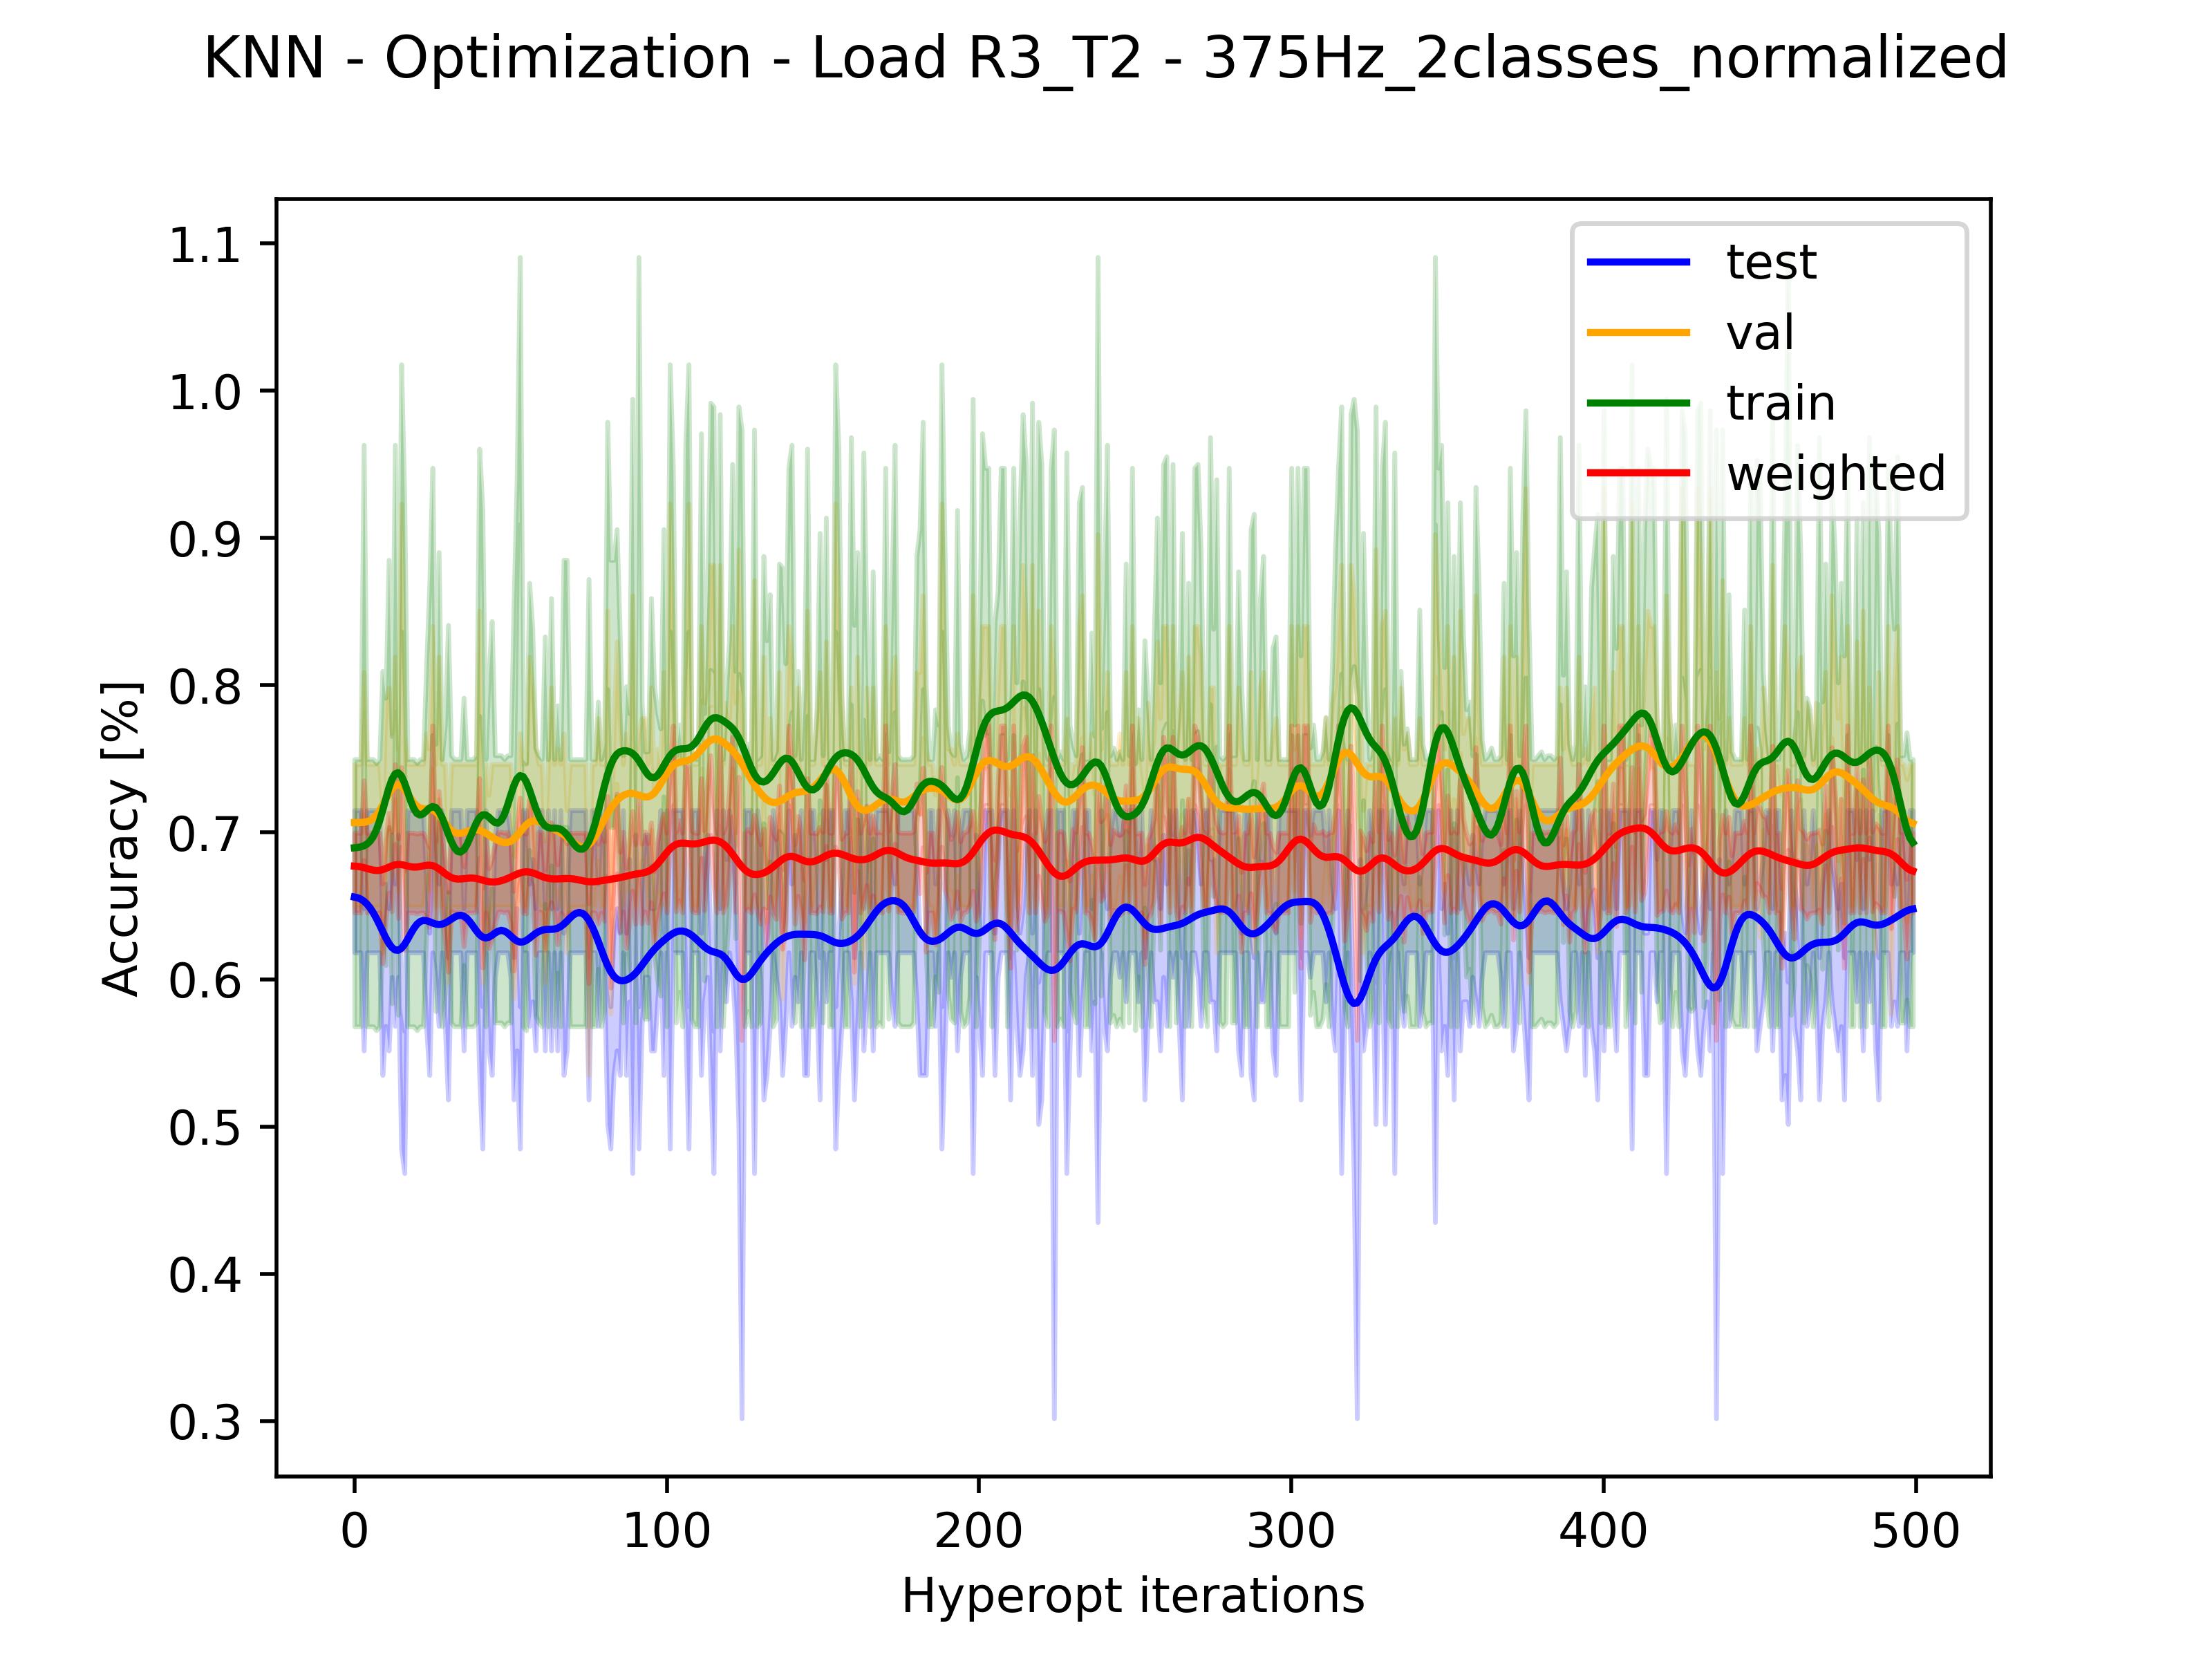 KNN - Optimization - Load R3_T2 - 375Hz_2classes_normalized
1.1
1.0
0.9
0.8
0.7
0.6
0.5
0.4
0.3
Accuracy [%]
test
val
train
weighted
0 100 200 300 400 500
Hyperopt iterations